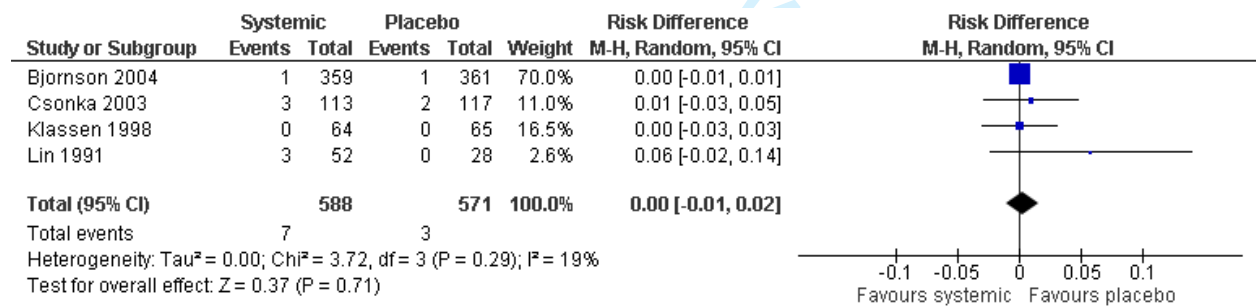 Systemic Placebo Risk Difference Risk Difference
Study or Subgroup Events Total Events Total Weight M-H, Random, 95% CI M-H, Random, 95% CI
Bjornson 2004 1 359 1 361 70.0% 0.00 [-0.01, 0.01]
Csonka 2003 3 113 2 117 11.0% 0.01 [-0.03, 0.05]
Klassen 1998 0 64 0 65 16.5% 0.00 [-0.03, 0.03]
Lin 1991 3 52 0 28 2.6% 0.06 [-0.02, 0.14]
Total (95% CI) 588 571 100.0% 0.00 [-0.01, 0.02]
Total events 7 3
Heterogeneity: Tau² = 0.00; Chi² = 3.72, df = 3 (P = 0.29); I² = 19%
Test for overall effect: Z = 0.37 (P = 0.71)
-0.1 -0.05 0 0.05 0.1
Favours systemic Favours placebo